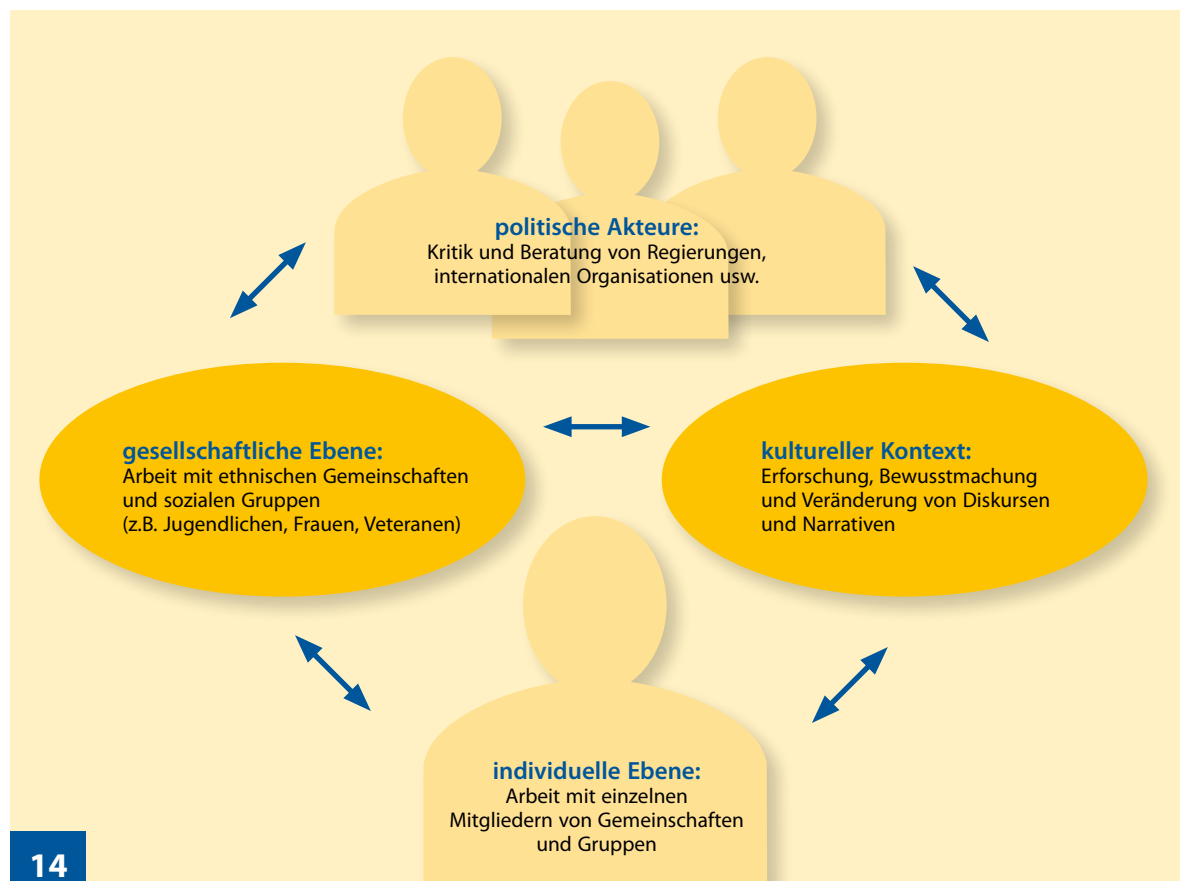 politische Akteure:
Kritik und Beratung von Regierungen,
internationalen Organisationen usw.
gesellschaftliche Ebene:
Arbeit mit ethnischen Gemeinschaften
und sozialen Gruppen
(z.B. Jugendlichen, Frauen, Veteranen)
kultureller Kontext:
Erforschung, Bewusstmachung
und Veränderung von Diskursen
und Narrativen
individuelle Ebene:
Arbeit mit einzelnen
Mitgliedern von Gemeinschaften
und Gruppen
14